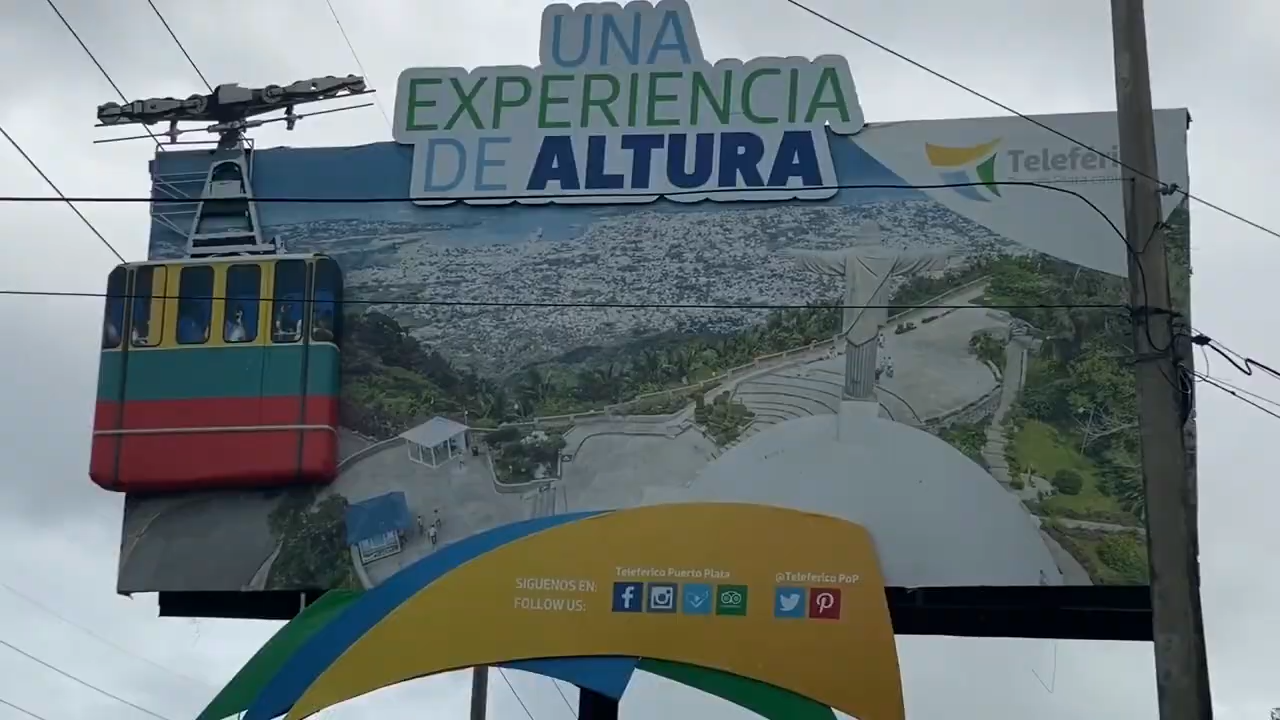 UNA
EXPERIENCIA
DE ALTURA
Teleferi
SIGUENOS EN:
FOLLOW US:
Teleferico Puerto Plata
@Teleferico PoP